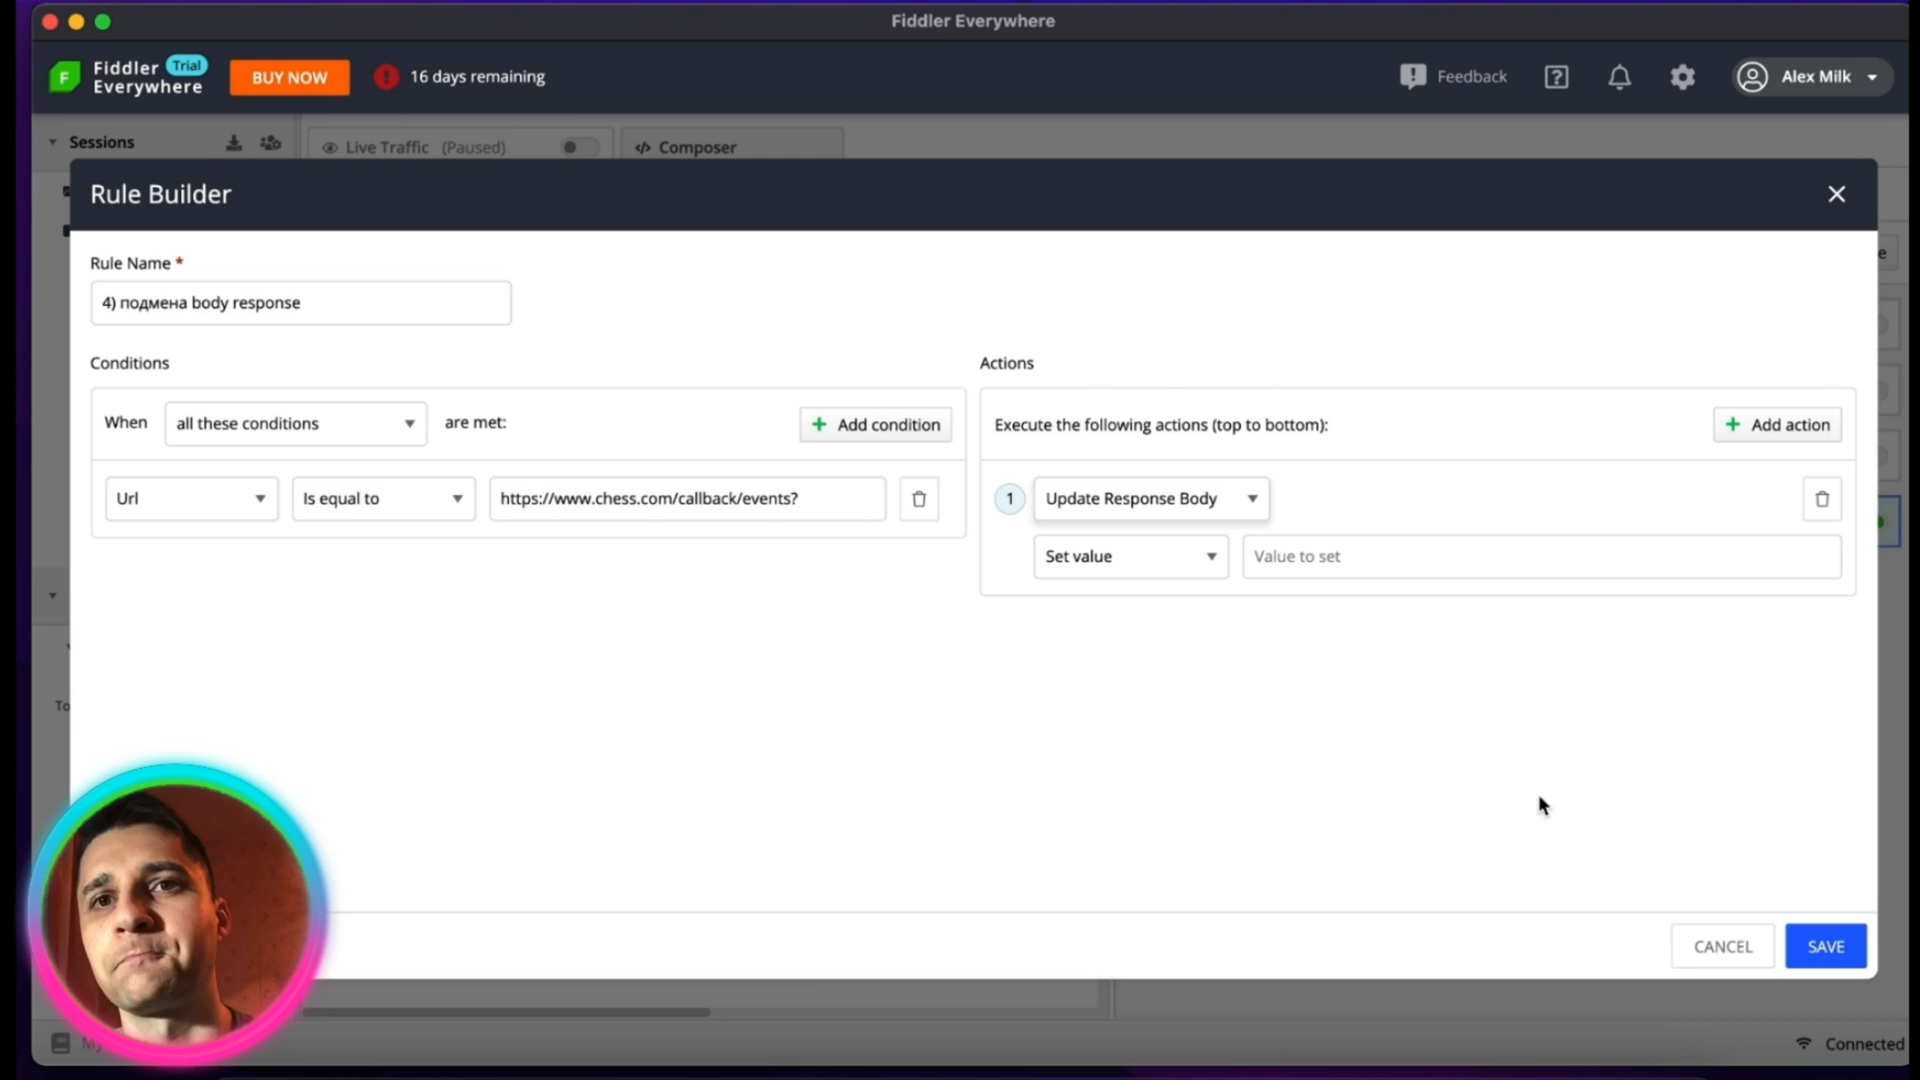 Fiddler Everywhere
Fiddler Trial
Everywhere
BUY NOW
16 days remaining
Feedback
Alex Milk
Sessions
Live Traffic (Paused)
Composer
Rule Builder
Rule Name *
4) подмена body response
Conditions
Actions
When all these conditions are met:
+ Add condition
Execute the following actions (top to bottom):
+ Add action
Url
Is equal to
https://www.chess.com/callback/events?
1 Update Response Body
Set value
Value to set
CANCEL
SAVE
Connected